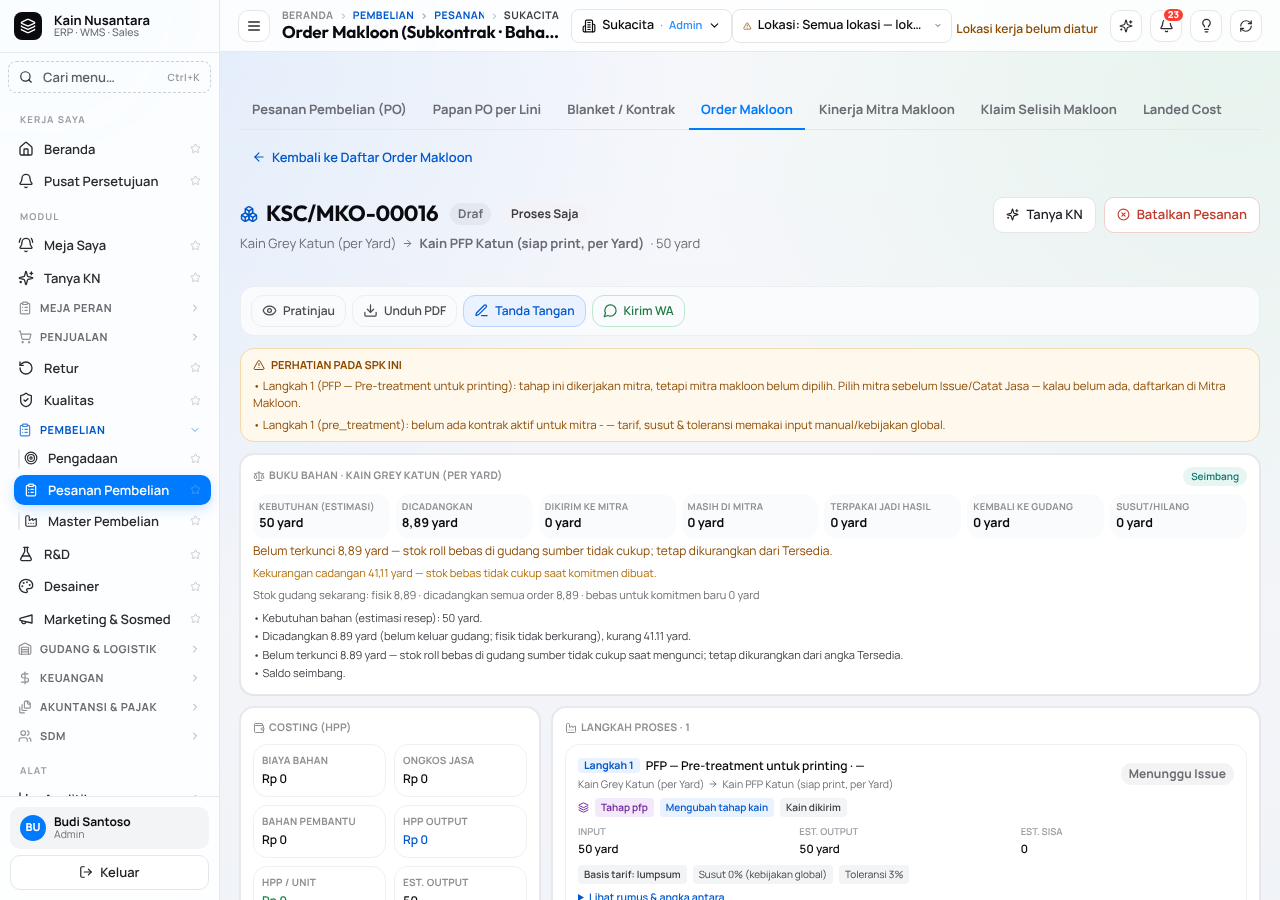 Kain Nusantara
ERP · WMS · Sales
Cari menu... Ctrl+K
KERJA SAYA
Beranda
Pusat Persetujuan
MODUL
Meja Saya
Tanya KN
MEJA PERAN
PENJUALAN
Retur
Kualitas
PEMBELIAN
Pengadaan
Pesanan Pembelian
Master Pembelian
R&D
Desainer
Marketing & Sosmed
GUDANG & LOGISTIK
KEUANGAN
AKUNTANSI & PAJAK
SDM
ALAT
BU
Budi Santoso
Admin
Keluar
BERANDA > PEMBELIAN > PESANAN > SUKACITA
Order Makloon (Subkontrak · Baha...
Sukacita · Admin
Lokasi: Semua lokasi — lok...
Lokasi kerja belum diatur
23
Pesanan Pembelian (PO) Papan PO per Lini Blanket / Kontrak Order Makloon Kinerja Mitra Makloon Klaim Selisih Makloon Landed Cost
← Kembali ke Daftar Order Makloon
KSC/MKO-00016 Draf Proses Saja
Tanya KN Batalkan Pesanan
Kain Grey Katun (per Yard) → Kain PFP Katun (siap print, per Yard) · 50 yard
Pratinjau Unduh PDF Tanda Tangan Kirim WA
PERHATIAN PADA SPK INI
• Langkah 1 (PFP — Pre-treatment untuk printing): tahap ini dikerjakan mitra, tetapi mitra makloon belum dipilih. Pilih mitra sebelum Issue/Catat Jasa — kalau belum ada, daftarkan di Mitra
Makloon.
• Langkah 1 (pre_treatment): belum ada kontrak aktif untuk mitra - — tarif, susut & toleransi memakai input manual/kebijakan global.
BUKU BAHAN · KAIN GREY KATUN (PER YARD) Seimbang
KEBUTUHAN (ESTIMASI) DICADANGKAN DIKIRIM KE MITRA MASIH DI MITRA TERPAKAI JADI HASIL KEMBALI KE GUDANG SUSUT/HILANG
50 yard 8,89 yard 0 yard 0 yard 0 yard 0 yard 0 yard
Belum terkunci 8,89 yard — stok roll bebas di gudang sumber tidak cukup; tetap dikurangkan dari Tersedia.
Kekurangan cadangan 41,11 yard — stok bebas tidak cukup saat komitmen dibuat.
Stok gudang sekarang: fisik 8,89 · dicadangkan semua order 8,89 · bebas untuk komitmen baru 0 yard
• Kebutuhan bahan (estimasi resep): 50 yard.
• Dicadangkan 8.89 yard (belum keluar gudang; fisik tidak berkurang), kurang 41.11 yard.
• Belum terkunci 8.89 yard — stok roll bebas di gudang sumber tidak cukup saat mengunci; tetap dikurangkan dari angka Tersedia.
• Saldo seimbang.
COSTING (HPP)
BIAYA BAHAN ONGKOS JASA
Rp 0 Rp 0
BAHAN PEMBANTU HPP OUTPUT
Rp 0 Rp 0
HPP / UNIT EST. OUTPUT
Rp 0 50
LANGKAH PROSES · 1
Langkah 1 PFP — Pre-treatment untuk printing · —
Menunggu Issue
Kain Grey Katun (per Yard) → Kain PFP Katun (siap print, per Yard)
Tahap pfp Mengubah tahap kain Kain dikirim
INPUT EST. OUTPUT EST. SISA
50 yard 50 yard 0
Basis tarif: lumpsum Susut 0% (kebijakan global) Toleransi 3%
Lihat rumus & angka antara